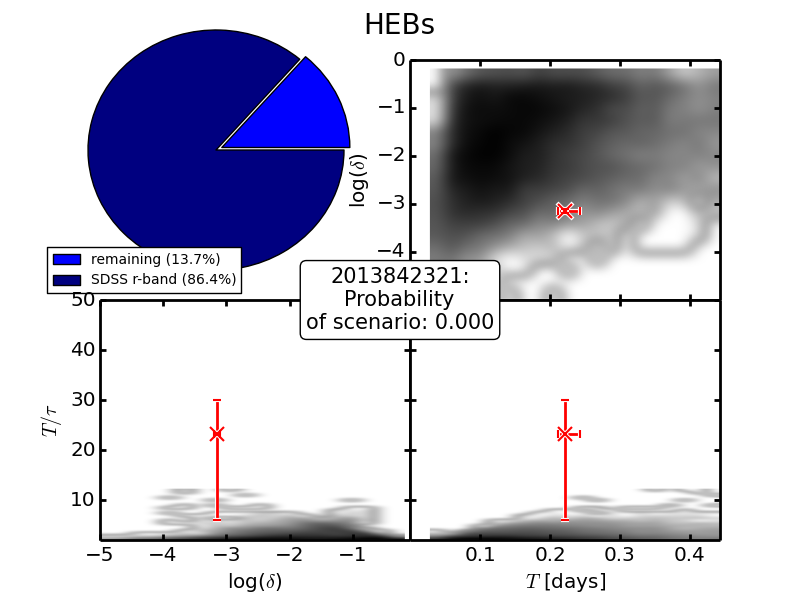 HEBs
remaining (13.7%)
SDSS r-band (86.4%)
log(δ)
0
−1
−2
−3
−4
2013842321:
Probability
of scenario: 0.000
T/τ
50
40
30
20
10
−5
−4
−3
−2
−1
log(δ)
0.1
0.2
0.3
0.4
T [days]